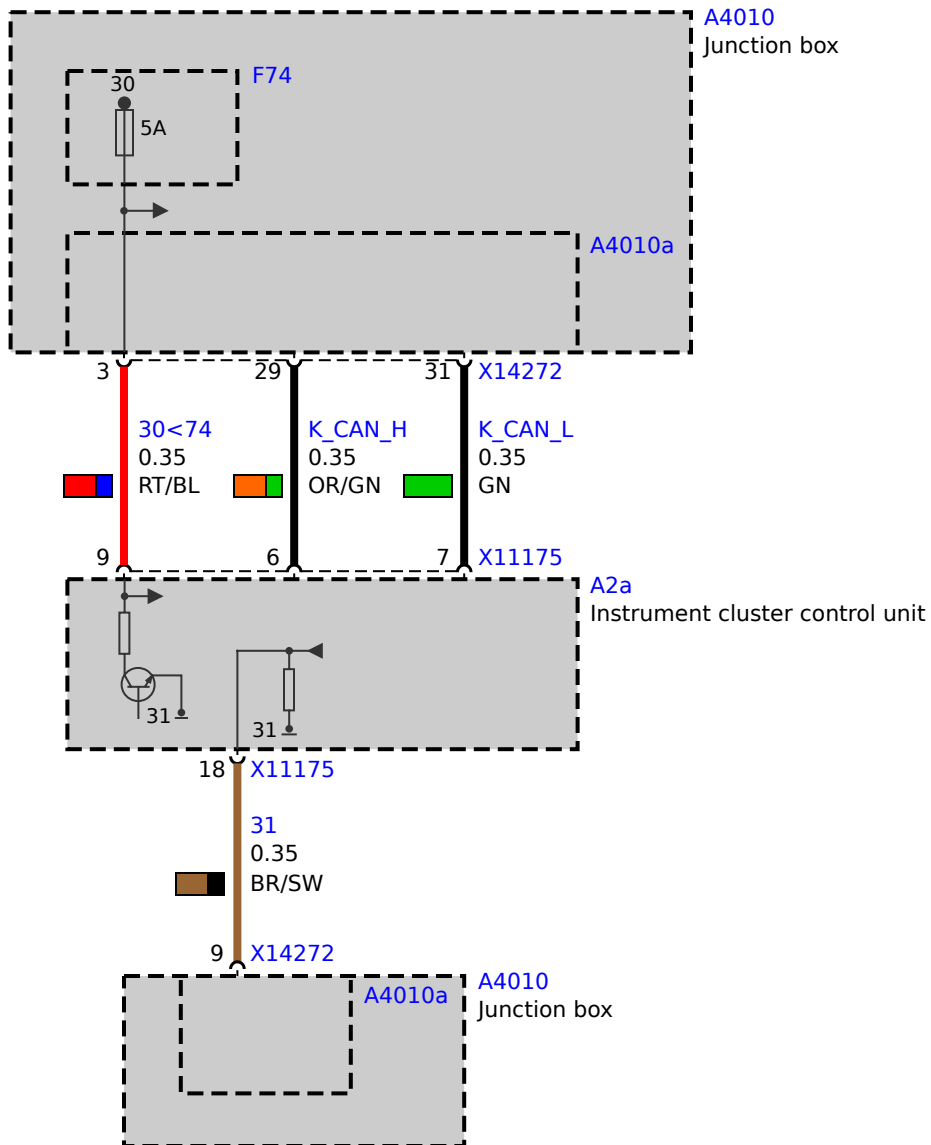 A4010
Junction box
F74
30
5A
A4010a
3 29 31 X14272
30<74 K_CAN_H K_CAN_L
0.35 0.35 0.35
RT/BL OR/GN GN
9 6 7 X11175
A2a
Instrument cluster control unit
31 31
18 X11175
31
0.35
BR/SW
9 X14272
A4010a A4010
Junction box